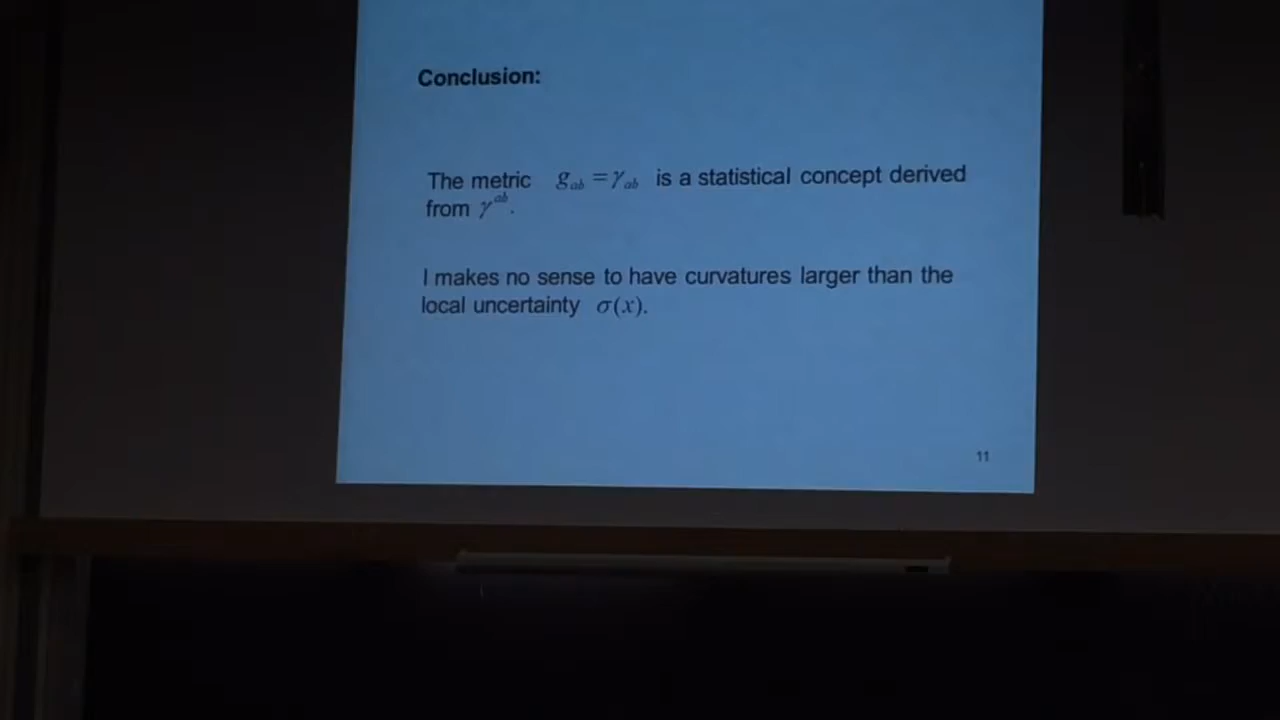 Conclusion:
The metric g_ab = γ_ab is a statistical concept derived
from γ^ab.
I makes no sense to have curvatures larger than the
local uncertainty σ(x).
11